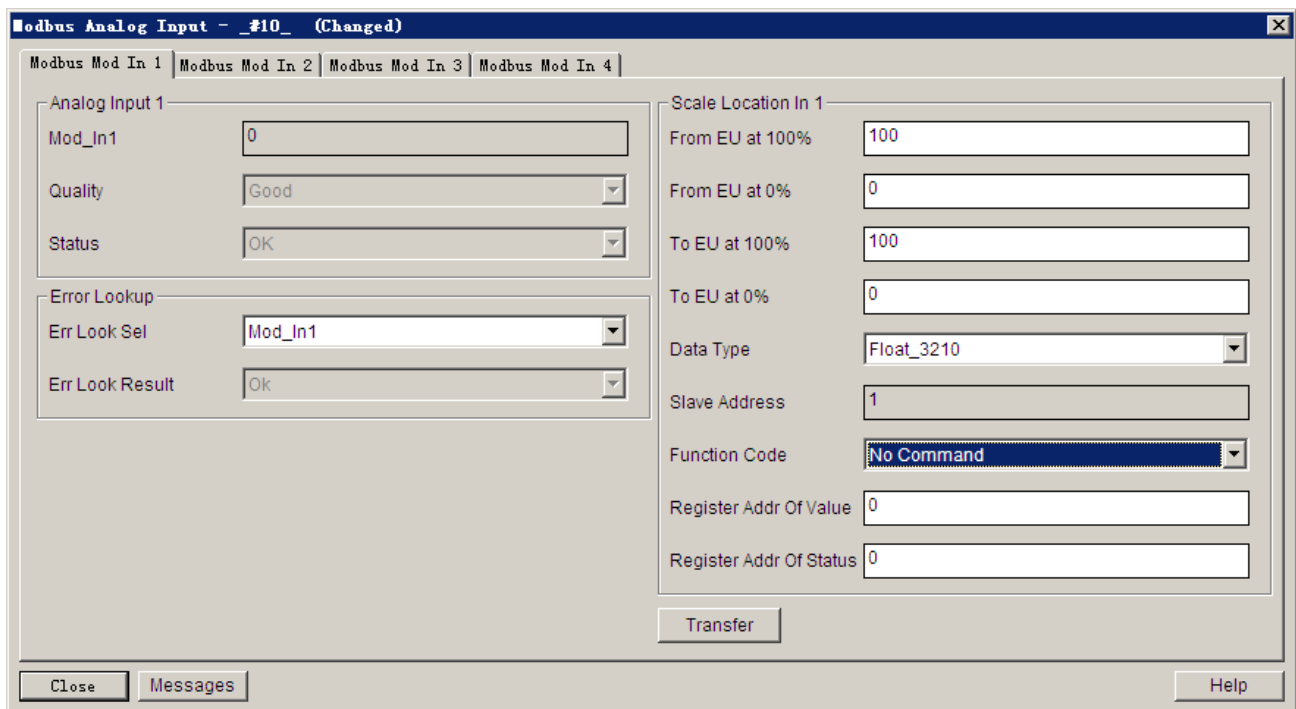 Modbus Analog Input - _#10_ (Changed)
Modbus Mod In 1 Modbus Mod In 2 Modbus Mod In 3 Modbus Mod In 4
Analog Input 1
Mod_In1 0
Quality Good
Status OK
Error Lookup
Err Look Sel Mod_In1
Err Look Result Ok
Scale Location In 1
From EU at 100% 100
From EU at 0% 0
To EU at 100% 100
To EU at 0% 0
Data Type Float_3210
Slave Address 1
Function Code No Command
Register Addr Of Value 0
Register Addr Of Status 0
Transfer
Close Messages Help